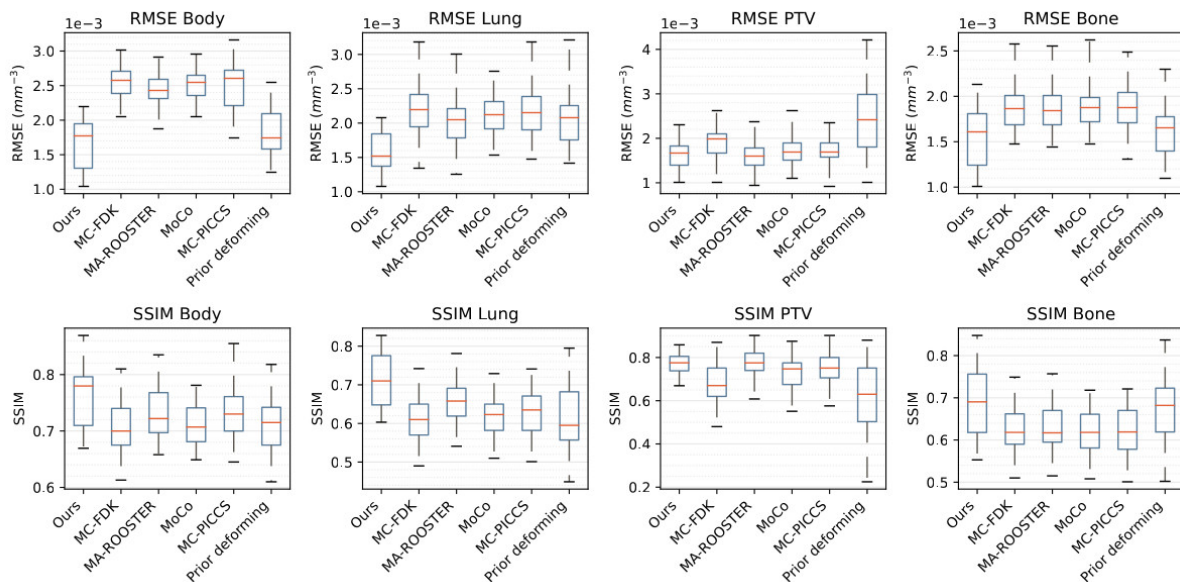 RMSE Body
RMSE Lung
RMSE PTV
RMSE Bone
1e−3
1e−3
1e−3
1e−3
RMSE (mm⁻³)
3.0
2.5
2.0
1.5
1.0
Ours
MC-FDK
MA-ROOSTER
MoCo
MC-PICCS
Prior deforming
RMSE (mm⁻³)
3.0
2.5
2.0
1.5
1.0
Ours
MC-FDK
MA-ROOSTER
MoCo
MC-PICCS
Prior deforming
RMSE (mm⁻³)
4
3
2
1
Ours
MC-FDK
MA-ROOSTER
MoCo
MC-PICCS
Prior deforming
RMSE (mm⁻³)
2.5
2.0
1.5
1.0
Ours
MC-FDK
MA-ROOSTER
MoCo
MC-PICCS
Prior deforming
SSIM Body
SSIM Lung
SSIM PTV
SSIM Bone
SSIM
0.8
0.7
0.6
Ours
MC-FDK
MA-ROOSTER
MoCo
MC-PICCS
Prior deforming
SSIM
0.8
0.7
0.6
0.5
Ours
MC-FDK
MA-ROOSTER
MoCo
MC-PICCS
Prior deforming
SSIM
0.8
0.6
0.4
0.2
Ours
MC-FDK
MA-ROOSTER
MoCo
MC-PICCS
Prior deforming
SSIM
0.8
0.7
0.6
0.5
Ours
MC-FDK
MA-ROOSTER
MoCo
MC-PICCS
Prior deforming